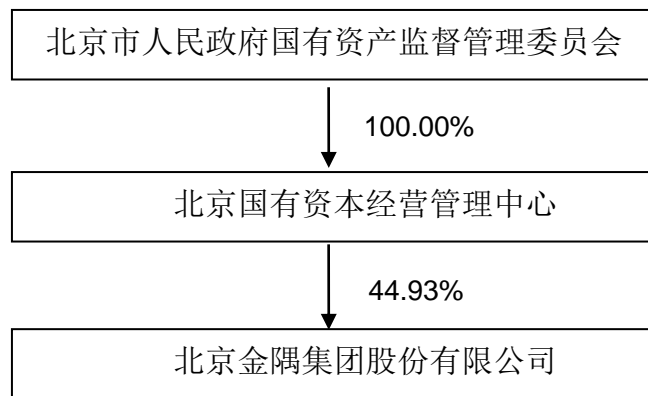 北京市人民政府国有资产监督管理委员会
100.00%
北京国有资本经营管理中心
44.93%
北京金隅集团股份有限公司